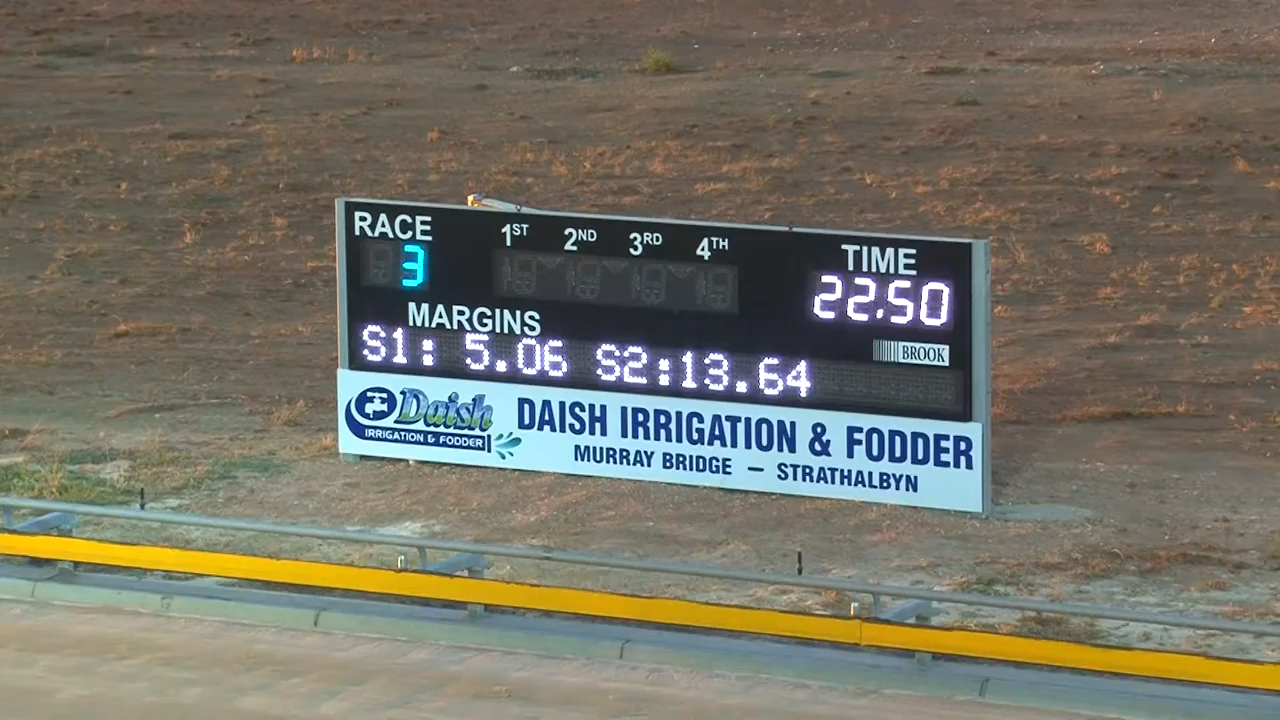 RACE 1ST 2ND 3RD 4TH TIME
3 22.50
MARGINS
BROOK
S1: 5.06 S2:13.64
Daish
IRRIGATION & FODDER
DAISH IRRIGATION & FODDER
MURRAY BRIDGE — STRATHALBYN